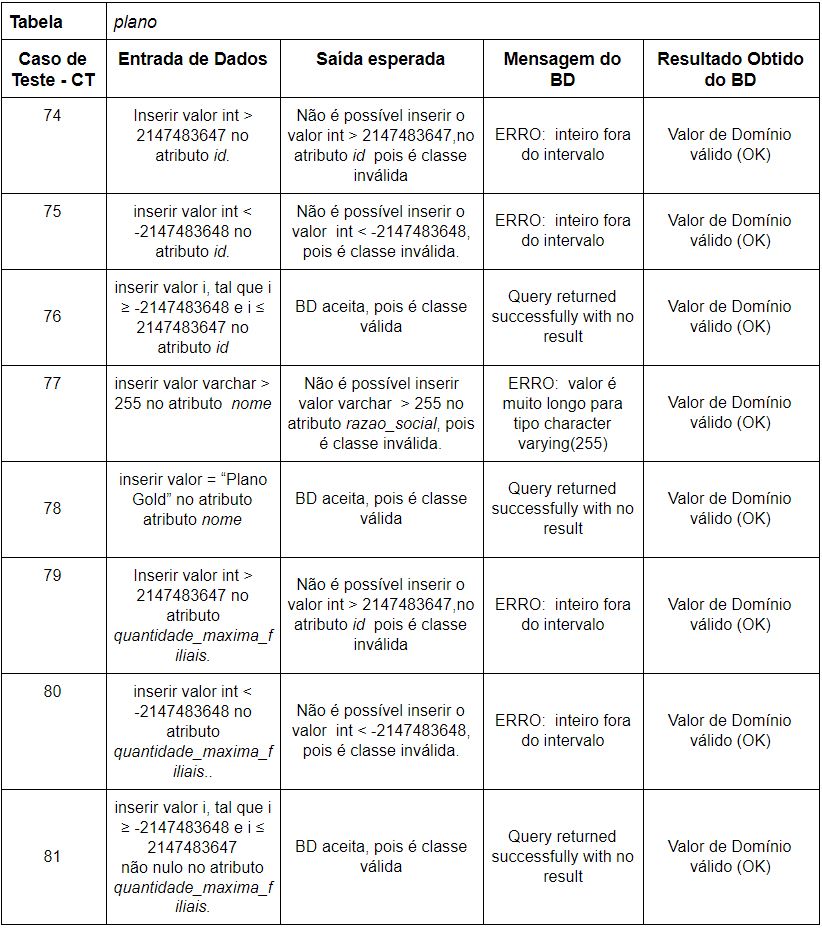 Tabela
plano
Caso de
Teste - CT
Entrada de Dados
Saída esperada
Mensagem do
BD
Resultado Obtido
do BD
74
Inserir valor int >
2147483647 no
atributo id.
Não é possível inserir o
valor int > 2147483647,no
atributo id pois é classe
inválida
ERRO: inteiro fora
do intervalo
Valor de Domínio
válido (OK)
75
inserir valor int <
-2147483648 no
atributo id.
Não é possível inserir o
valor int < -2147483648,
pois é classe inválida.
ERRO: inteiro fora
do intervalo
Valor de Domínio
válido (OK)
76
inserir valor i, tal que i
≥ -2147483648 e i ≤
2147483647 no
atributo id
BD aceita, pois é classe
válida
Query returned
successfully with no
result
Valor de Domínio
válido (OK)
77
inserir valor varchar >
255 no atributo nome
Não é possível inserir
valor varchar > 255 no
atributo razao_social, pois
é classe inválida.
ERRO: valor é
muito longo para
tipo character
varying(255)
Valor de Domínio
válido (OK)
78
inserir valor = “Plano
Gold” no atributo
atributo nome
BD aceita, pois é classe
válida
Query returned
successfully with no
result
Valor de Domínio
válido (OK)
79
Inserir valor int >
2147483647 no
atributo
quantidade_maxima_f
iliais.
Não é possível inserir o
valor int > 2147483647,no
atributo id pois é classe
inválida
ERRO: inteiro fora
do intervalo
Valor de Domínio
válido (OK)
80
inserir valor int <
-2147483648 no
atributo
quantidade_maxima_f
iliais..
Não é possível inserir o
valor int < -2147483648,
pois é classe inválida.
ERRO: inteiro fora
do intervalo
Valor de Domínio
válido (OK)
81
inserir valor i, tal que i
≥ -2147483648 e i ≤
2147483647
não nulo no atributo
quantidade_maxima_f
iliais.
BD aceita, pois é classe
válida
Query returned
successfully with no
result
Valor de Domínio
válido (OK)